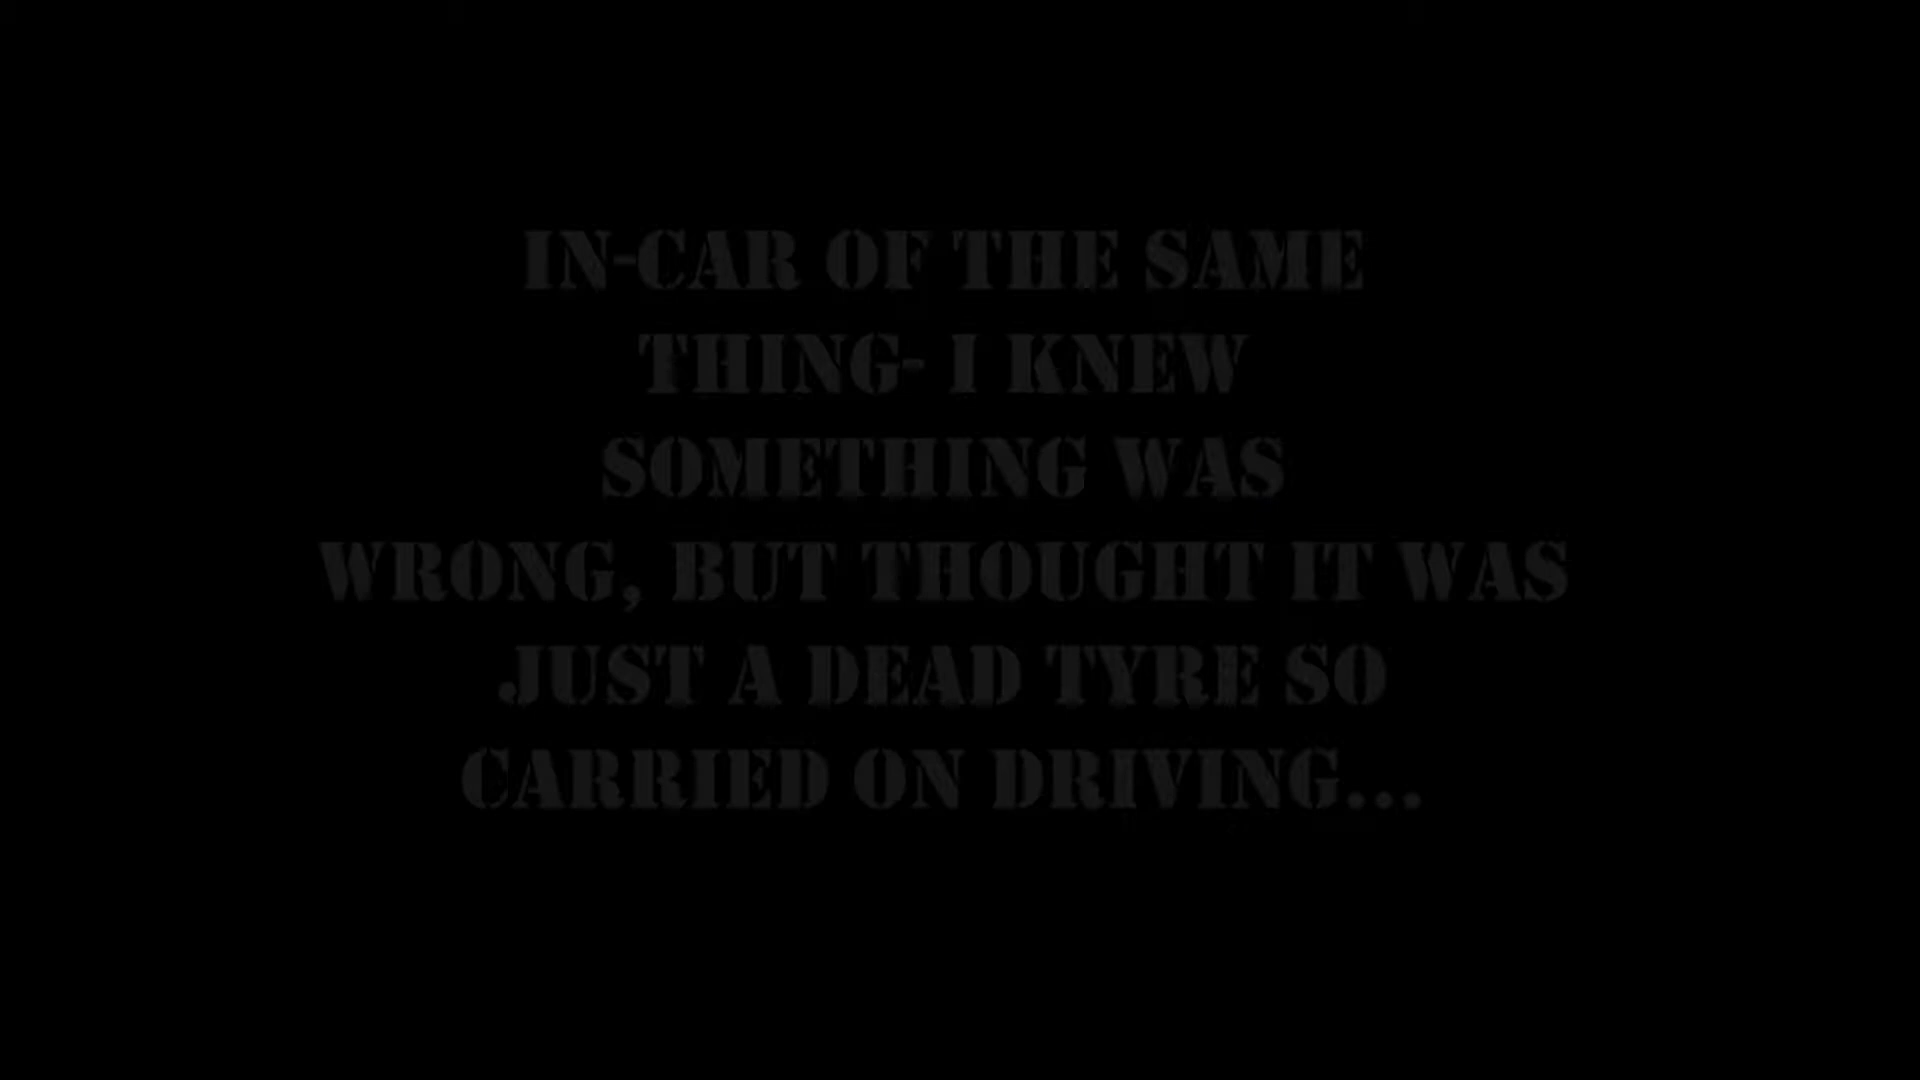 IN-CAR OF THE SAME
THING- I KNEW
SOMETHING WAS
WRONG, BUT THOUGHT IT WAS
JUST A DEAD TYRE SO
CARRIED ON DRIVING...